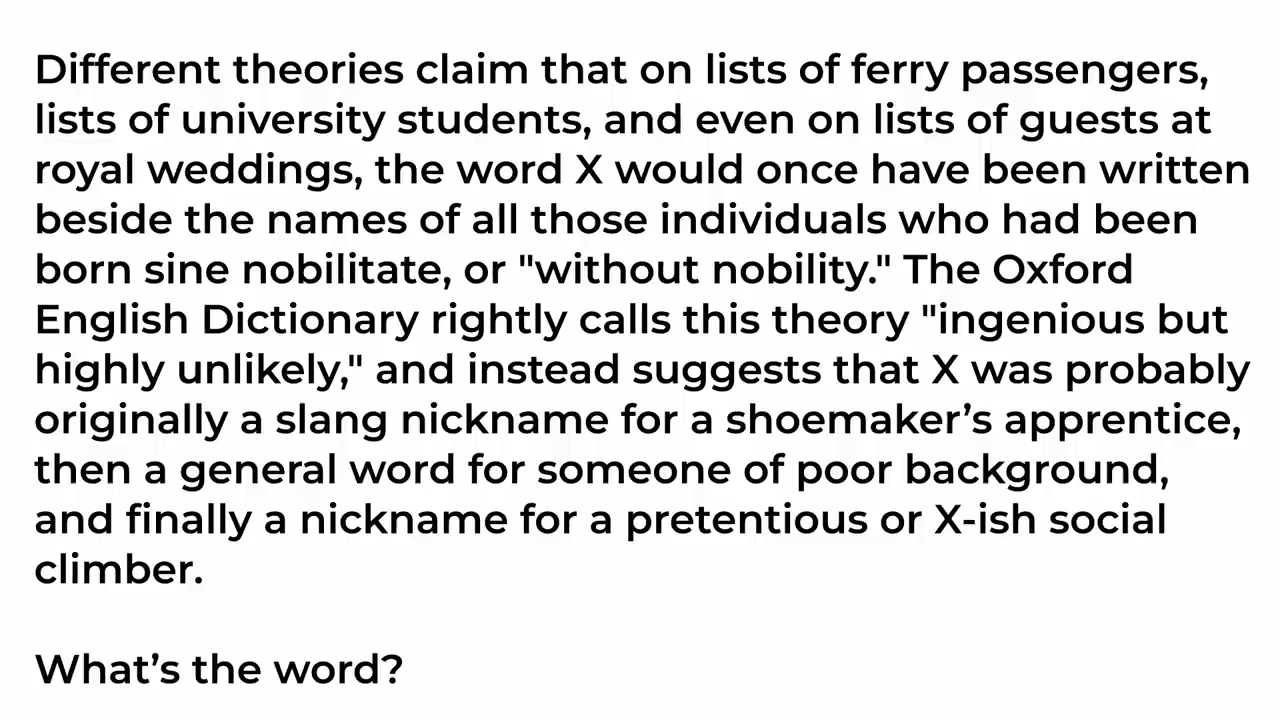 Different theories claim that on lists of ferry passengers,
lists of university students, and even on lists of guests at
royal weddings, the word X would once have been written
beside the names of all those individuals who had been
born sine nobilitate, or "without nobility." The Oxford
English Dictionary rightly calls this theory "ingenious but
highly unlikely," and instead suggests that X was probably
originally a slang nickname for a shoemaker’s apprentice,
then a general word for someone of poor background,
and finally a nickname for a pretentious or X-ish social
climber.
What’s the word?